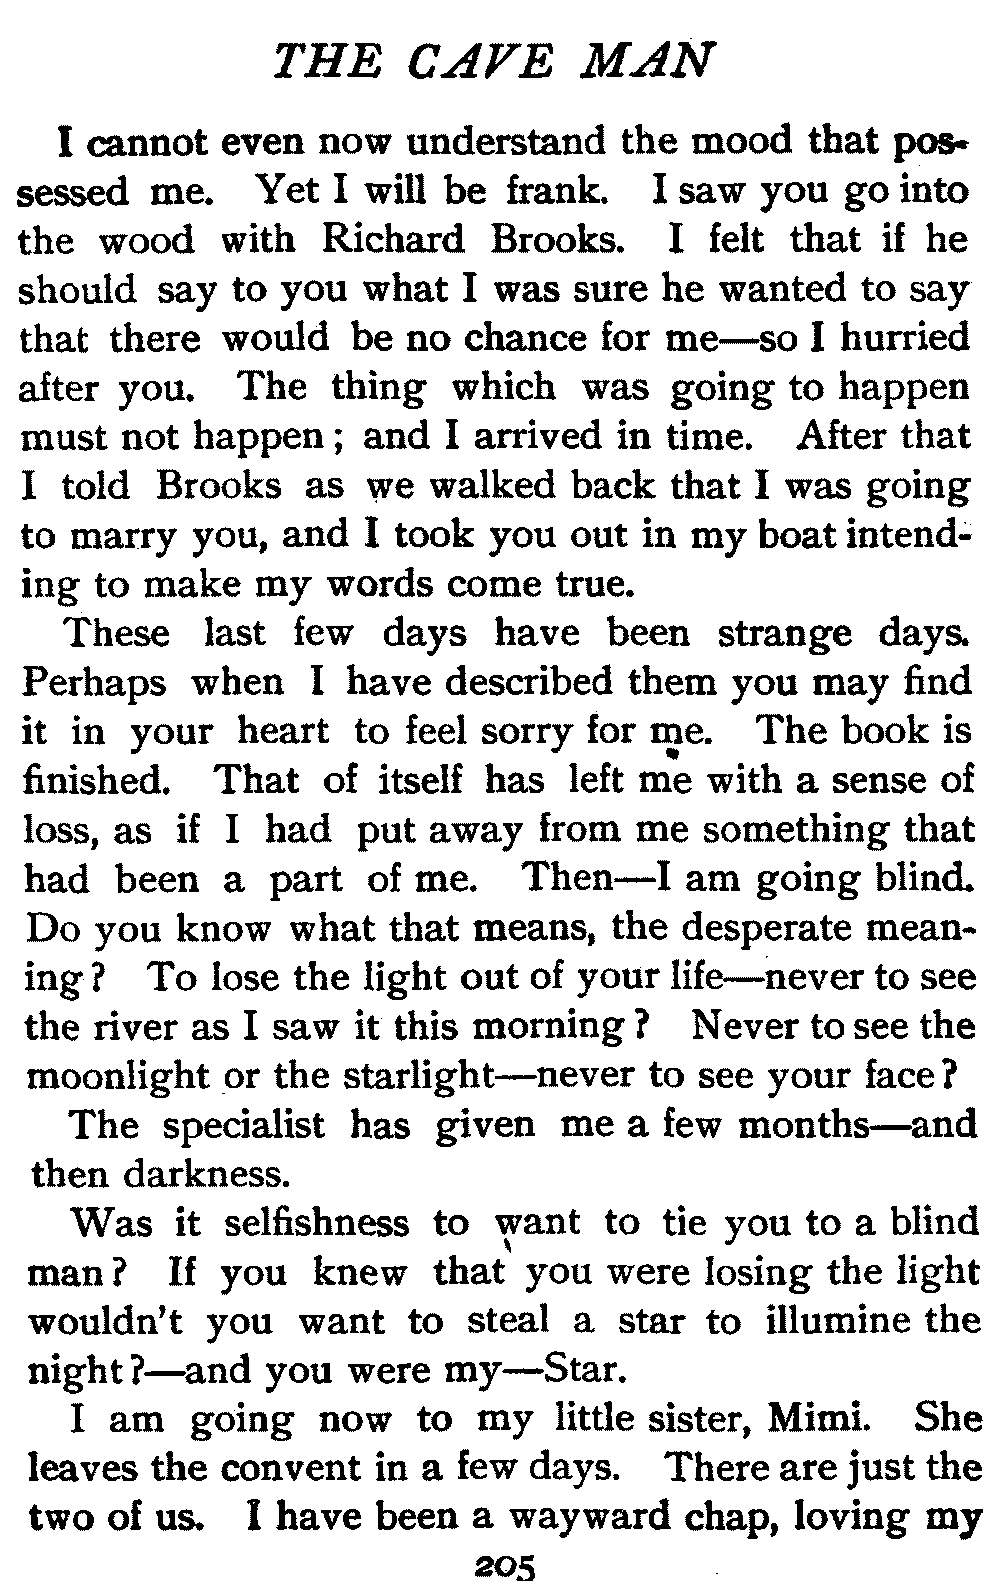 THE CAVE MAN
I cannot even now understand the mood that pos-
sessed me. Yet I will be frank. I saw you go into
the wood with Richard Brooks. I felt that if he
should say to you what I was sure he wanted to say
that there would be no chance for me—so I hurried
after you. The thing which was going to happen
must not happen; and I arrived in time. After that
I told Brooks as we walked back that I was going
to marry you, and I took you out in my boat intend-
ing to make my words come true.
These last few days have been strange days.
Perhaps when I have described them you may find
it in your heart to feel sorry for me. The book is
finished. That of itself has left me with a sense of
loss, as if I had put away from me something that
had been a part of me. Then—I am going blind.
Do you know what that means, the desperate mean-
ing? To lose the light out of your life—never to see
the river as I saw it this morning? Never to see the
moonlight or the starlight—never to see your face?
The specialist has given me a few months—and
then darkness.
Was it selfishness to want to tie you to a blind
man? If you knew that you were losing the light
wouldn't you want to steal a star to illumine the
night?—and you were my—Star.
I am going now to my little sister, Mimi. She
leaves the convent in a few days. There are just the
two of us. I have been a wayward chap, loving my
205